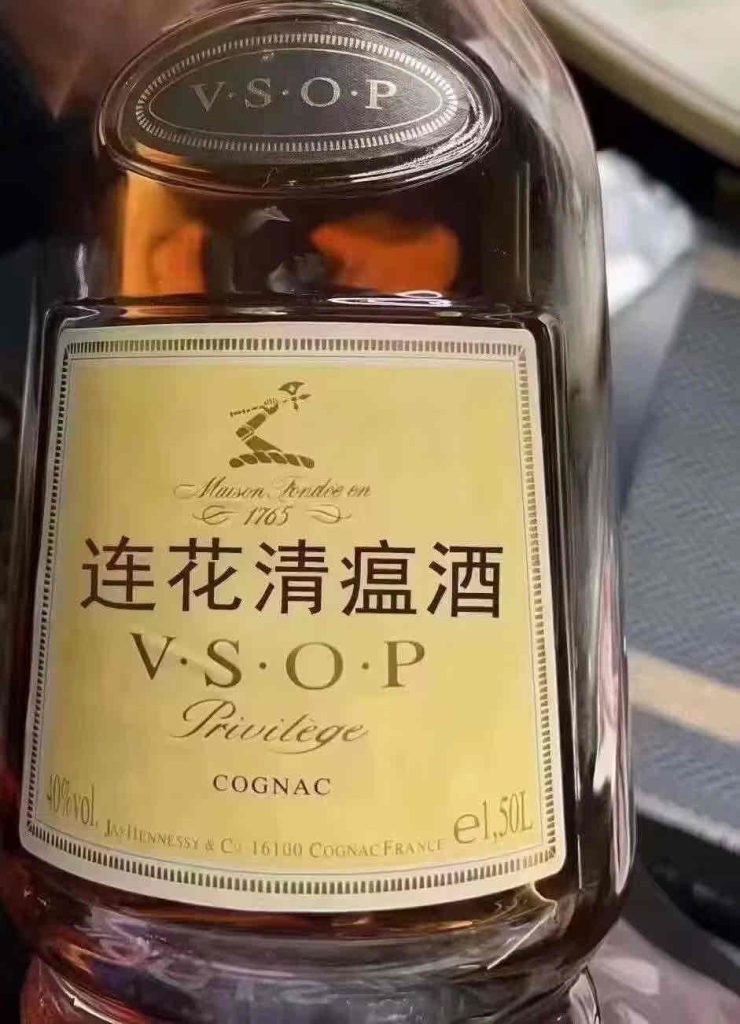 V·S·O·P
Maison Fondée en
1765
连花清瘟酒
V·S·O·P
Privilège
COGNAC
40%vol.
JAS HENNESSY & Co 16100 COGNAC FRANCE
e1,50L